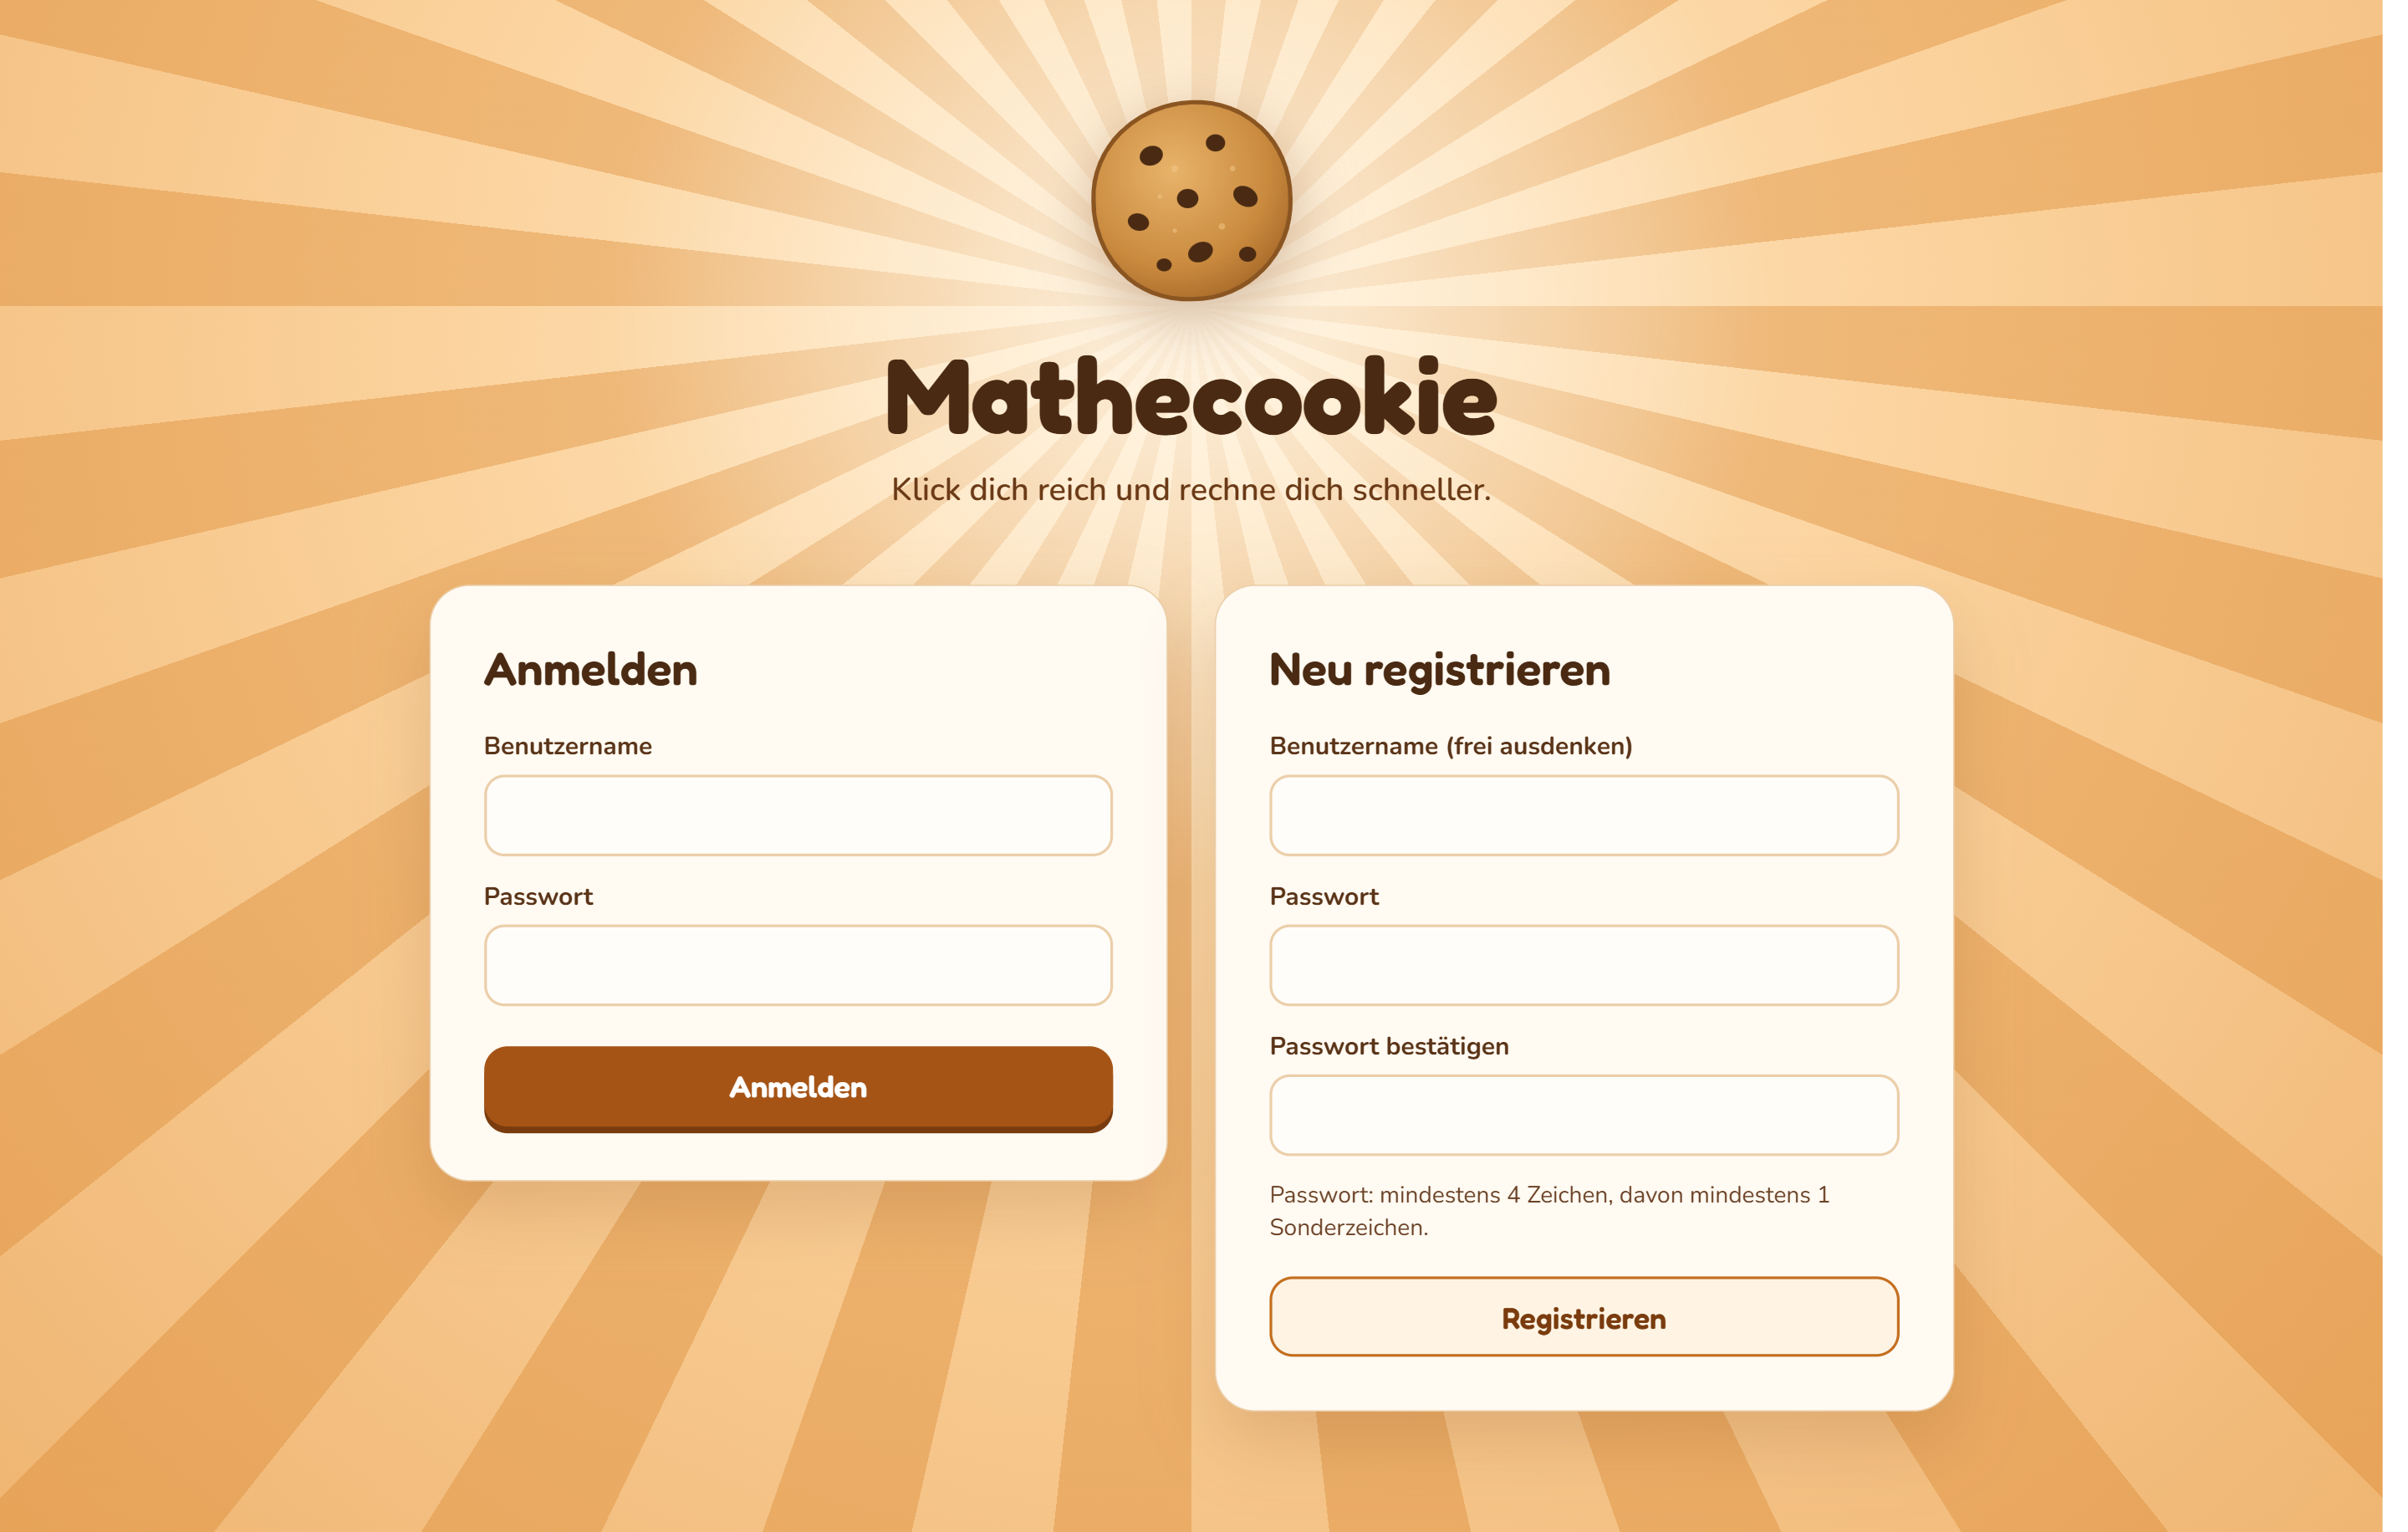 Mathecookie
Klick dich reich und rechne dich schneller.
Anmelden
Benutzername
Passwort
Anmelden
Neu registrieren
Benutzername (frei ausdenken)
Passwort
Passwort bestätigen
Passwort: mindestens 4 Zeichen, davon mindestens 1
Sonderzeichen.
Registrieren